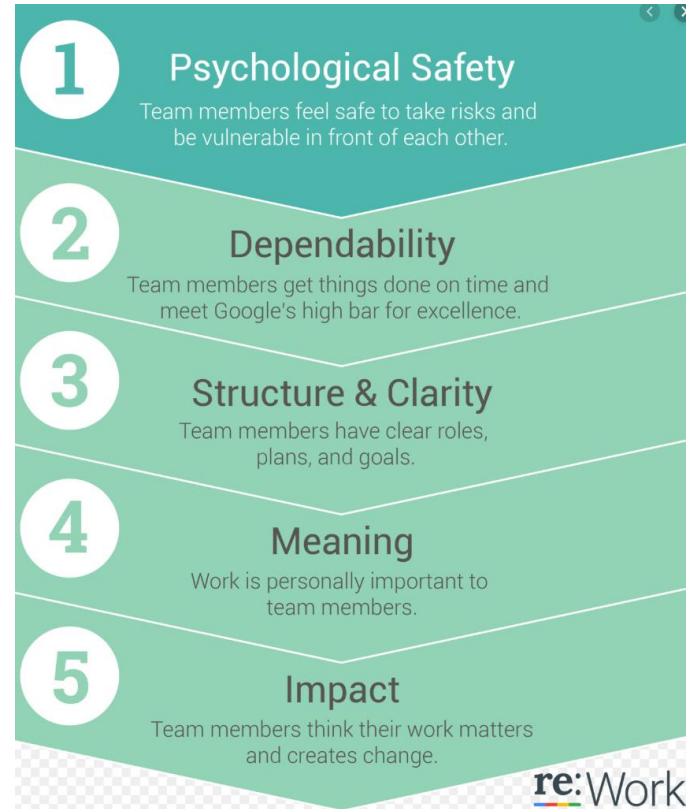 1
Psychological Safety
Team members feel safe to take risks and
be vulnerable in front of each other.
2
Dependability
Team members get things done on time and
meet Google's high bar for excellence.
3
Structure & Clarity
Team members have clear roles,
plans, and goals.
4
Meaning
Work is personally important to
team members.
5
Impact
Team members think their work matters
and creates change.
re:Work